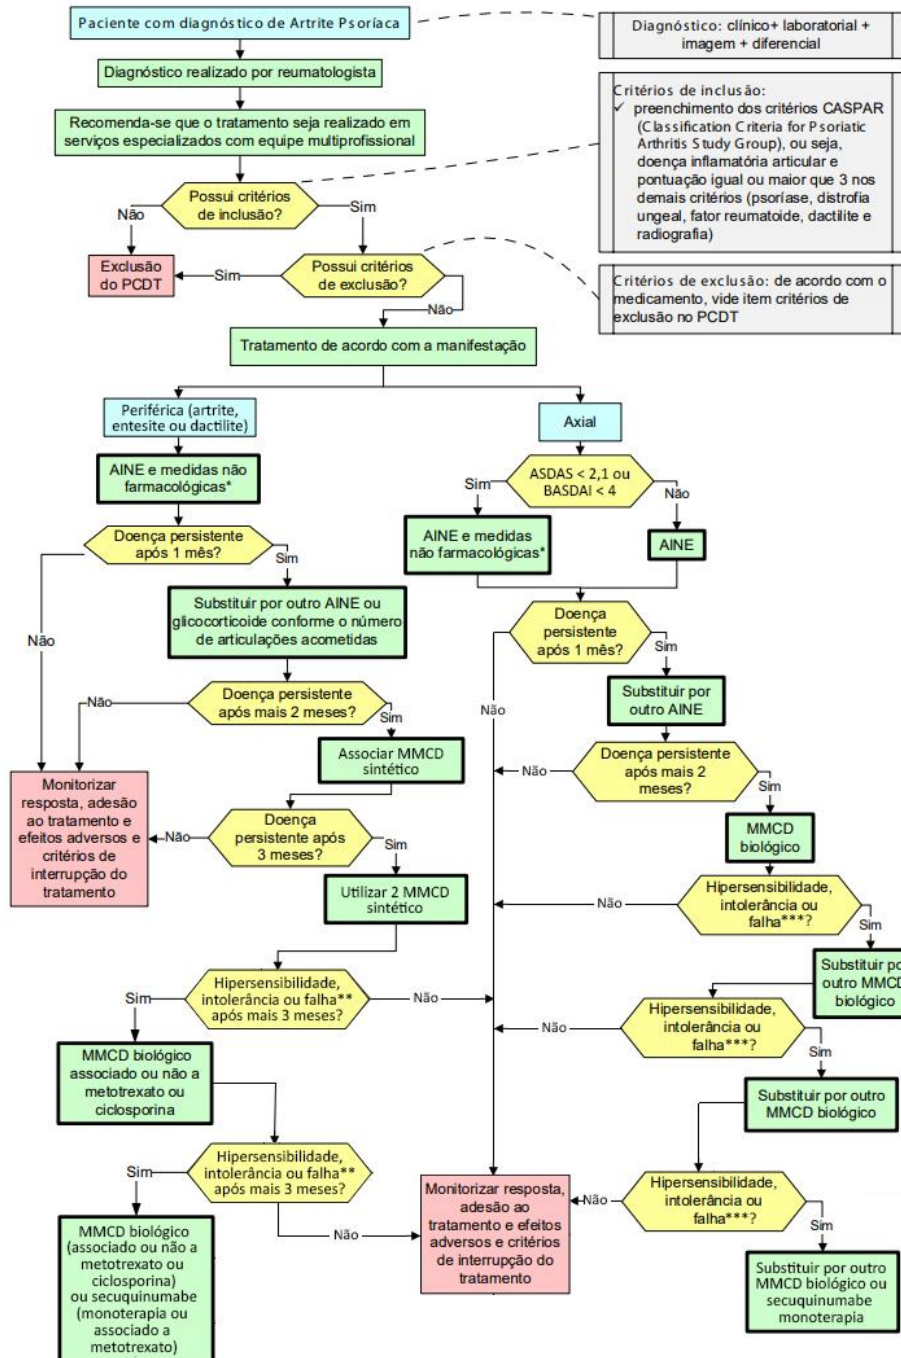 Paciente com diagnóstico de Artrite Psoríaca
Diagnóstico: clínico+ laboratorial +
imagem + diferencial
Diagnóstico realizado por reumatologista
Recomenda-se que o tratamento seja realizado em
serviços especializados com equipe multiprofissional
Critérios de inclusão:
✓ preenchimento dos critérios CASPAR
(Classification Criteria for Psoriatic
Arthritis Study Group), ou seja,
doença inflamatória articular e
pontuação igual ou maior que 3 nos
demais critérios (psoríase, distrofia
ungeal, fator reumatoide, dactilite e
radiografia)
Possui critérios
de inclusão?
Não
Sim
Exclusão
do PCDT
Sim
Possui critérios
de exclusão?
Não
Critérios de exclusão: de acordo com o
medicamento, vide item critérios de
exclusão no PCDT
Tratamento de acordo com a manifestação
Periférica (artrite,
entesite ou dactilite)
AINE e medidas não
farmacológicas*
Doença persistente
após 1 mês?
Sim
Não
Substituir por outro AINE ou
glicocorticoide conforme o número
de articulações acometidas
Doença persistente
após mais 2 meses?
Não
Sim
Associar MMCD
sintético
Doença persistente
após 3 meses?
Não
Sim
Monitorizar
resposta, adesão
ao tratamento e
efeitos adversos e
critérios de
interrupção do
tratamento
Utilizar 2 MMCD
sintético
Hipersensibilidade,
intolerância ou falha**
após mais 3 meses?
Sim
Não
MMCD biológico
associado ou não a
metotrexato ou
ciclosporina
Hipersensibilidade,
intolerância ou falha**
após mais 3 meses?
Sim
Não
MMCD biológico
(associado ou não a
metotrexato ou
ciclosporina)
ou secuquinumabe
(monoterapia ou
associado a
metotrexato)
Axial
ASDAS < 2,1 ou
BASDAI < 4
Sim
Não
AINE e medidas
não farmacológicas*
AINE
Doença
persistente
após 1 mês?
Sim
Não
Substituir por
outro AINE
Doença persistente
após mais 2
meses?
Não
Sim
MMCD
biológico
Hipersensibilidade,
intolerância ou
falha***?
Não
Sim
Substituir po
outro MMCD
biológico
Hipersensibilidade,
intolerância ou
falha***?
Não
Sim
Substituir por outro
MMCD biológico
Hipersensibilidade,
intolerância ou
falha***?
Não
Sim
Monitorizar resposta,
adesão ao
tratamento e efeitos
adversos e critérios
de interrupção do
tratamento
Substituir por outro
MMCD biológico ou
secuquinumabe
monoterapia